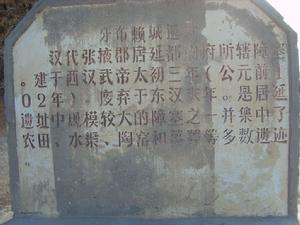 牙布赖城遗
汉代张掖郡居延都尉府所辖障塞
建于西汉武帝太初三年（公元前1
02年）。废弃于东汉末年。是居延
遗址中规模较大的障塞之一并集中了
农田、水渠、陶窑和墓葬等多数遗迹